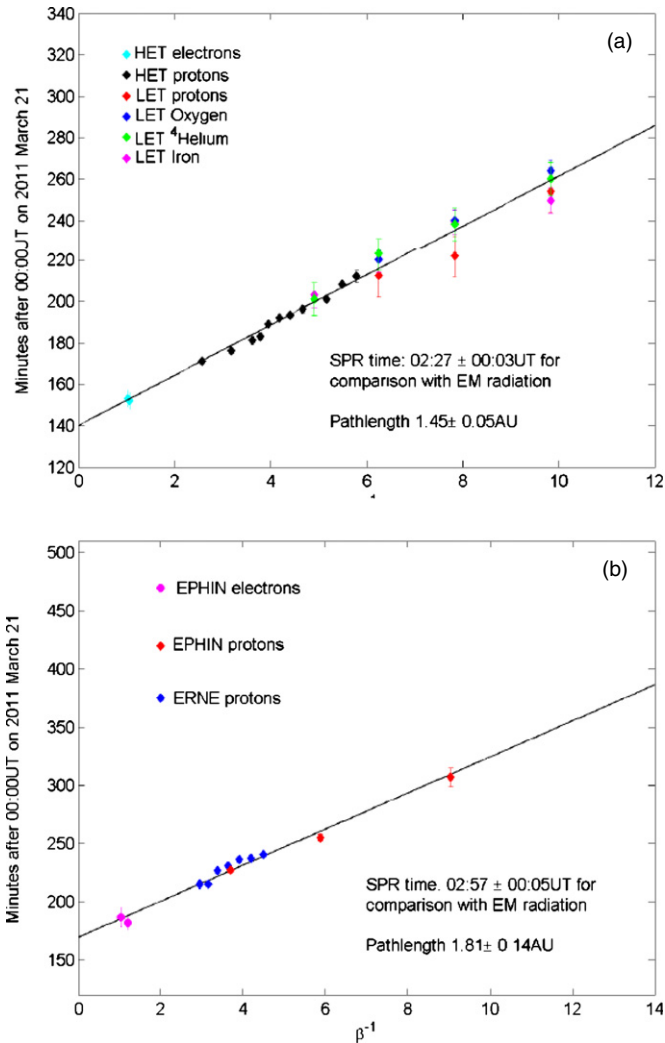 (a)
340
320
300
280
260
240
220
200
180
160
140
120
Minutes after 00:00UT on 2011 March 21
HET electrons
HET protons
LET protons
LET Oxygen
LET ⁴Helium
LET Iron
SPR time: 02:27 ± 00:03UT for
comparison with EM radiation
Pathlength 1.45± 0.05AU
0 2 4 6 8 10 12
(b)
500
450
400
350
300
250
200
150
Minutes after 00:00UT on 2011 March 21
EPHIN electrons
EPHIN protons
ERNE protons
SPR time. 02:57 ± 00:05UT for
comparison with EM radiation
Pathlength 1.81± 0 14AU
0 2 4 6 8 10 12 14
β⁻¹